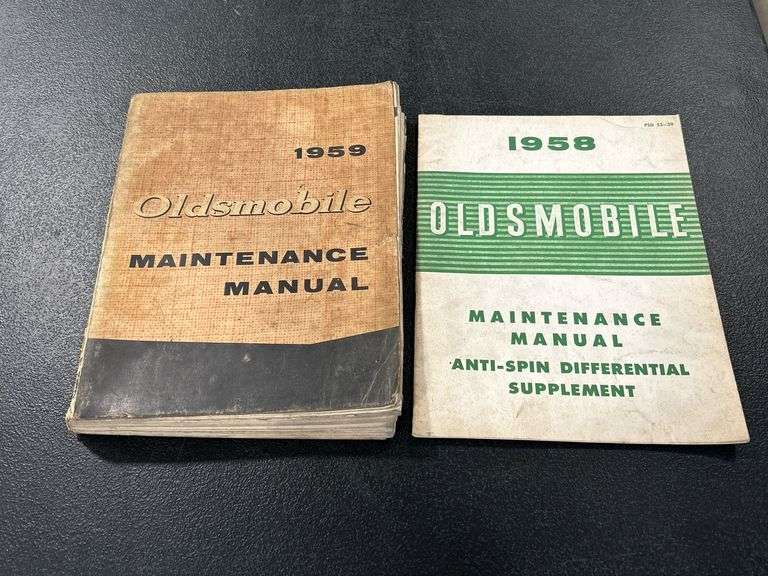 1959
Oldsmobile
MAINTENANCE
MANUAL
1958
OLDSMOBILE
MAINTENANCE
MANUAL
ANTI-SPIN DIFFERENTIAL
SUPPLEMENT